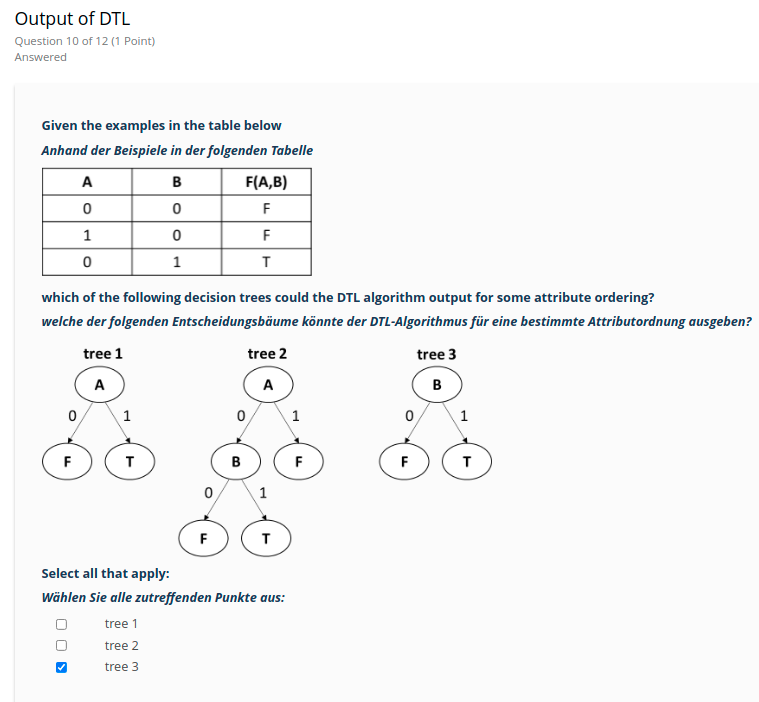 Output of DTL
Question 10 of 12 (1 Point)
Answered
Given the examples in the table below
Anhand der Beispiele in der folgenden Tabelle
A B F(A,B)
0 0 F
1 0 F
0 1 T
which of the following decision trees could the DTL algorithm output for some attribute ordering?
welche der folgenden Entscheidungsbäume könnte der DTL-Algorithmus für eine bestimmte Attributordnung ausgeben?
tree 1 tree 2 tree 3
A A B
0 1 0 1 0 1
F T B F F T
0 1
F T
Select all that apply:
Wählen Sie alle zutreffenden Punkte aus:
tree 1
tree 2
tree 3